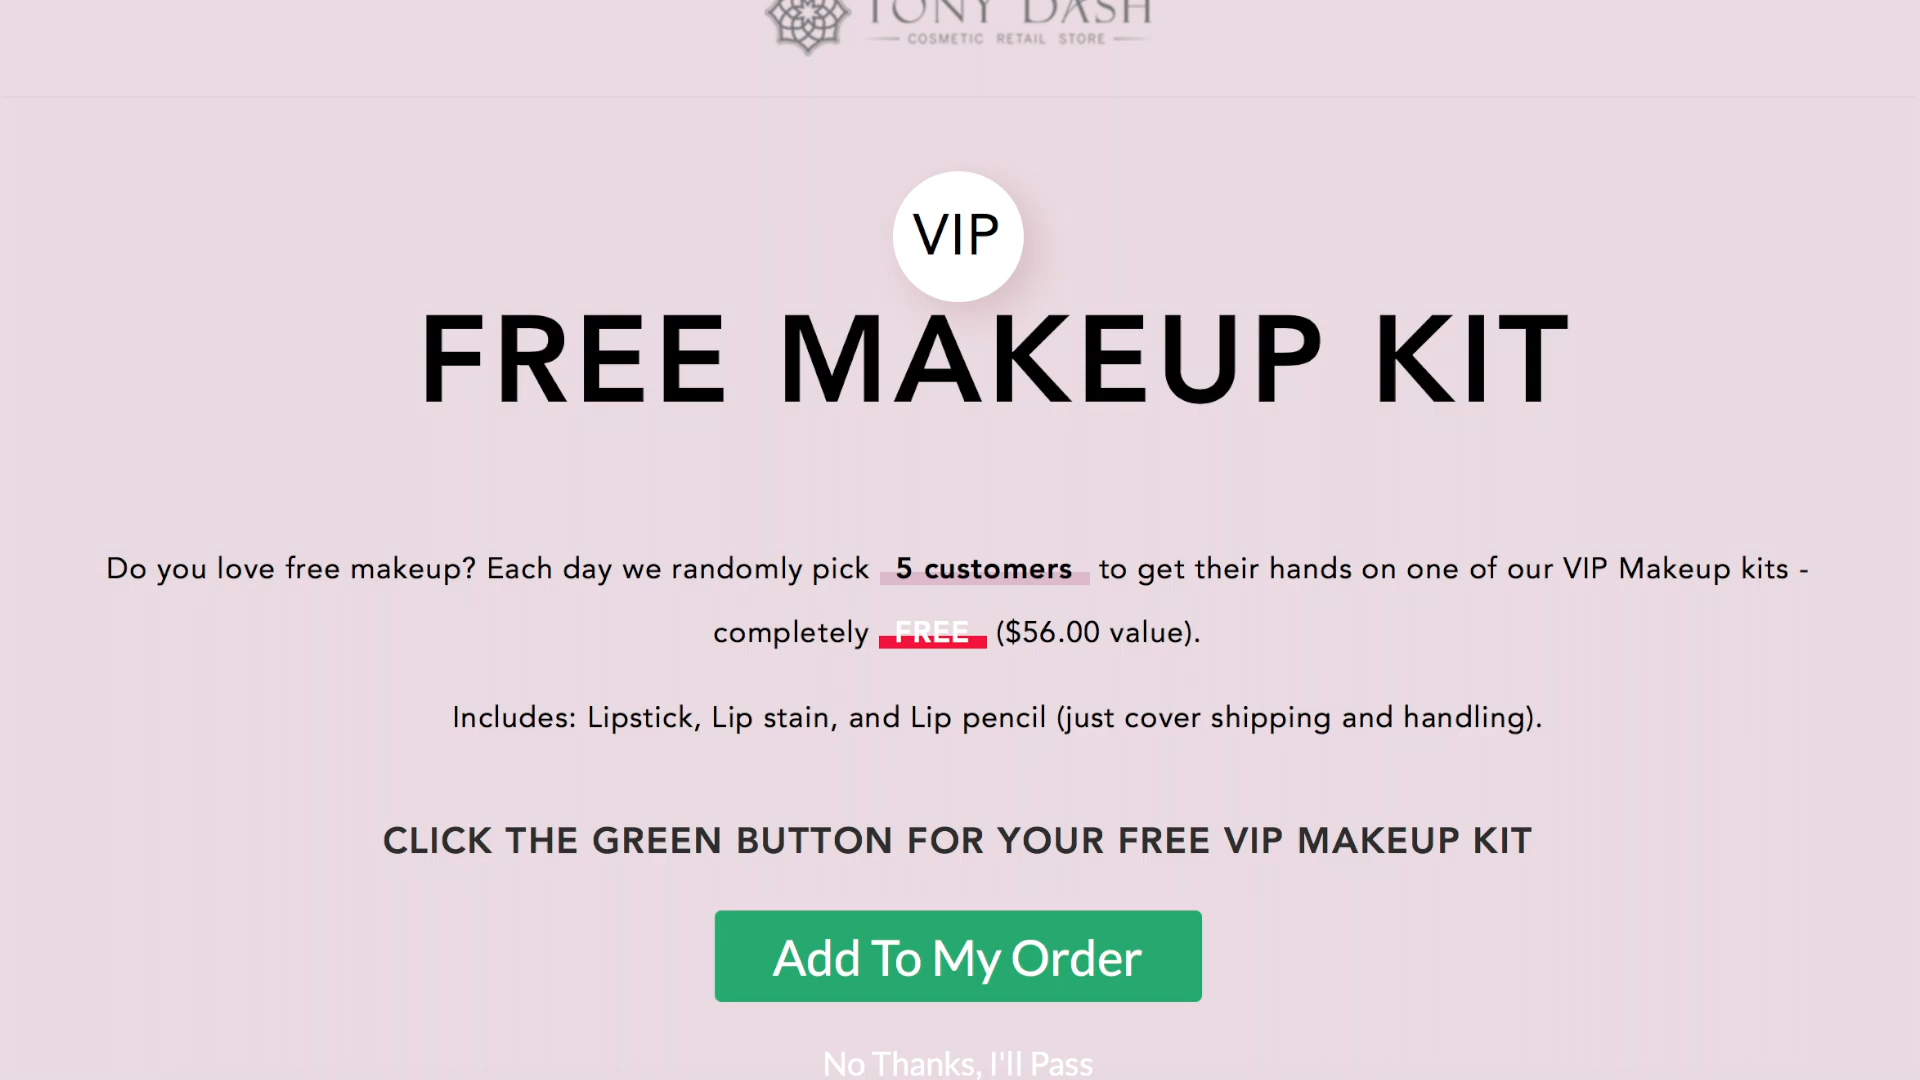 TONY DASH
COSMETIC RETAIL STORE
VIP
FREE MAKEUP KIT
Do you love free makeup? Each day we randomly pick 5 customers to get their hands on one of our VIP Makeup kits -
completely FREE ($56.00 value).
Includes: Lipstick, Lip stain, and Lip pencil (just cover shipping and handling).
CLICK THE GREEN BUTTON FOR YOUR FREE VIP MAKEUP KIT
Add To My Order
No Thanks, I'll Pass